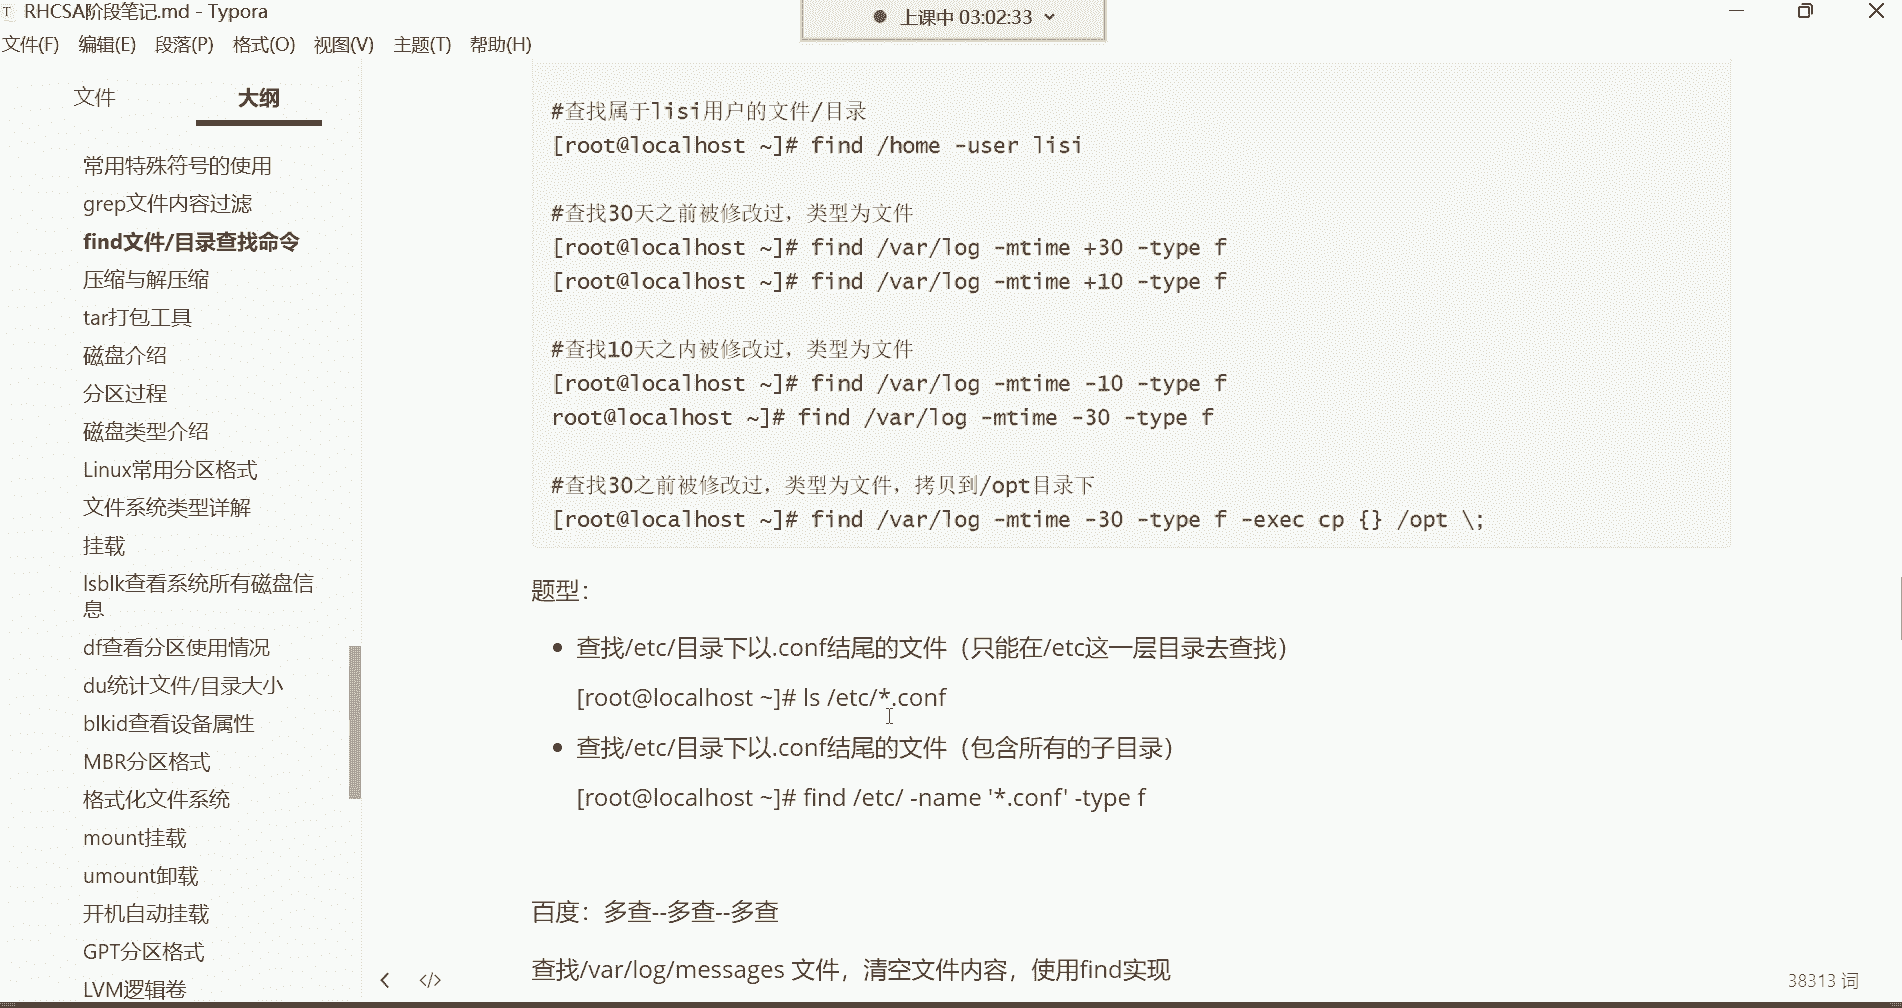 RHCSA阶段笔记.md - Typora
上课中 03:02:33
文件(F) 编辑(E) 段落(P) 格式(O) 视图(V) 主题(T) 帮助(H)
文件 大纲
常用特殊符号的使用
grep文件内容过滤
find文件/目录查找命令
压缩与解压缩
tar打包工具
磁盘介绍
分区过程
磁盘类型介绍
Linux常用分区格式
文件系统类型详解
挂载
lsblk查看系统所有磁盘信
息
df查看分区使用情况
du统计文件/目录大小
blkid查看设备属性
MBR分区格式
格式化文件系统
mount挂载
umount卸载
开机自动挂载
GPT分区格式
LVM逻辑卷
#查找属于lisi用户的文件/目录
[root@localhost ~]# find /home -user lisi
#查找30天之前被修改过，类型为文件
[root@localhost ~]# find /var/log -mtime +30 -type f
[root@localhost ~]# find /var/log -mtime +10 -type f
#查找10天之内被修改过，类型为文件
[root@localhost ~]# find /var/log -mtime -10 -type f
root@localhost ~]# find /var/log -mtime -30 -type f
#查找30之前被修改过，类型为文件，拷贝到/opt目录下
[root@localhost ~]# find /var/log -mtime -30 -type f -exec cp {} /opt \;
题型：
• 查找/etc/目录下以.conf结尾的文件（只能在/etc这一层目录去查找）
[root@localhost ~]# ls /etc/*.conf
• 查找/etc/目录下以.conf结尾的文件（包含所有的子目录）
[root@localhost ~]# find /etc/ -name '*.conf' -type f
百度：多查--多查--多查
查找/var/log/messages 文件，清空文件内容，使用find实现
38313 词